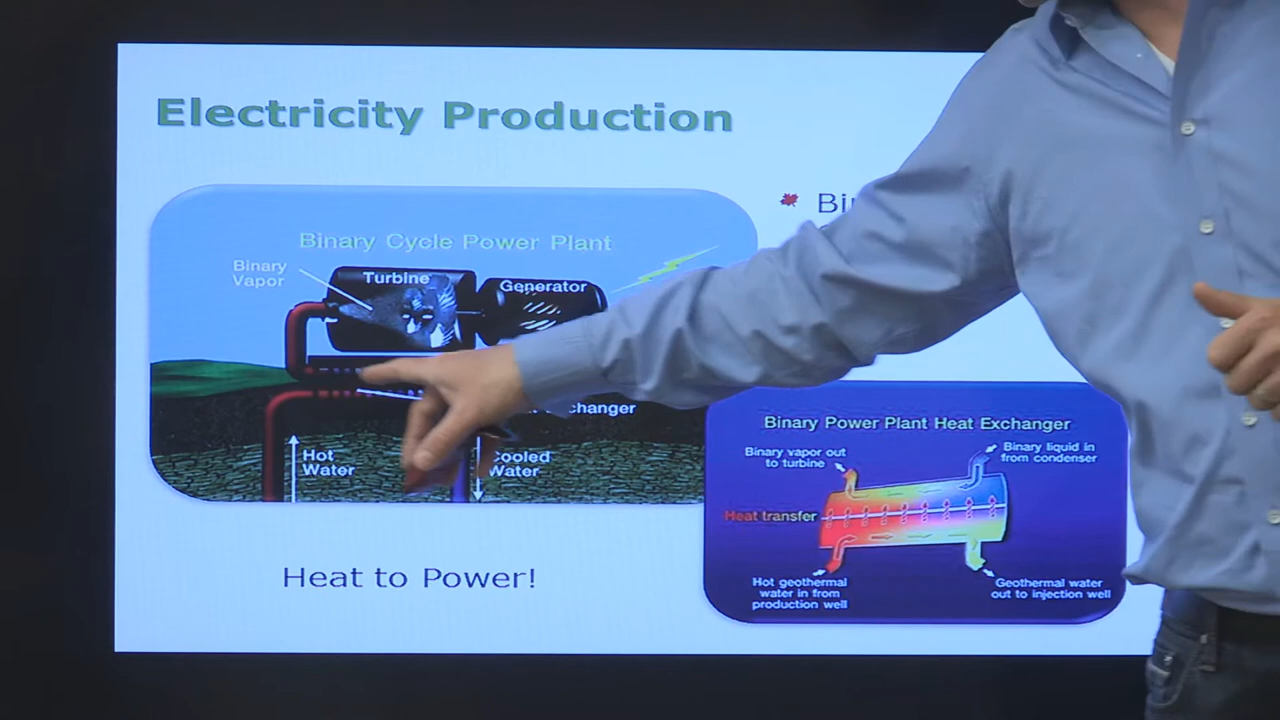 Electricity Production
Binary Cycle Power Plant
Binary
Vapor
Turbine
Generator
Hot
Water
Cooled
Water
Heat to Power!
Binary Power Plant Heat Exchanger
Binary vapor out
to turbine
Binary liquid in
from condenser
Heat transfer
Hot geothermal
water in from
production well
Geothermal water
out to injection well